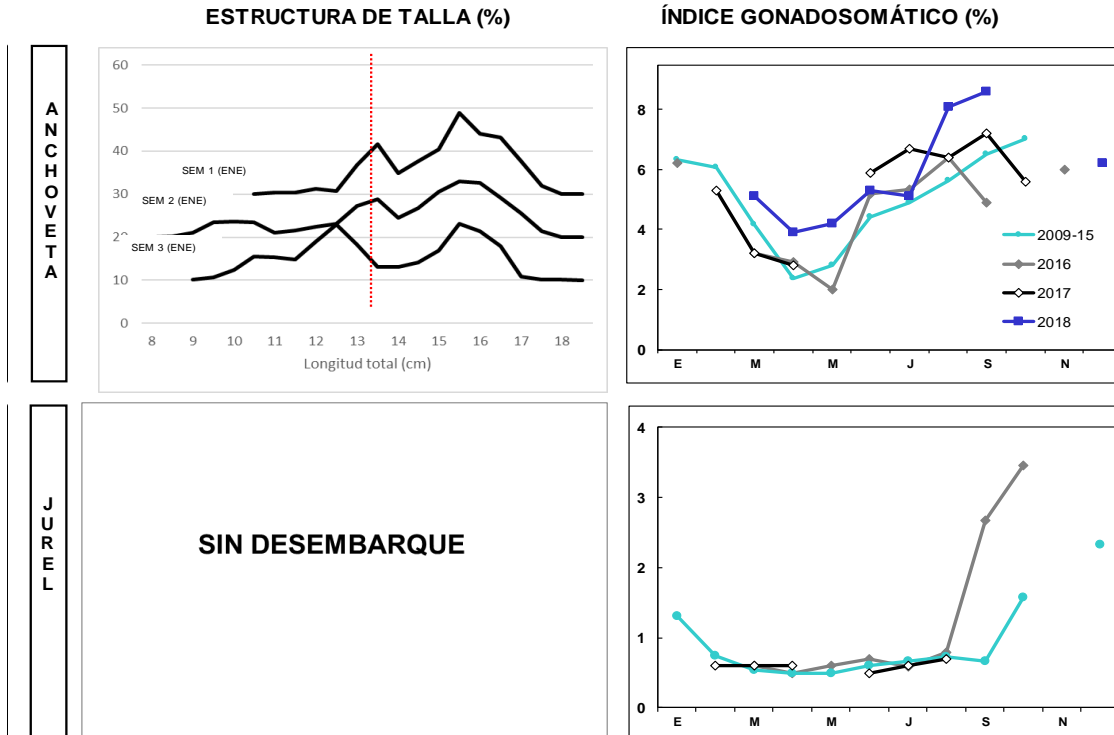 ESTRUCTURA DE TALLA (%)
ÍNDICE GONADOSOMÁTICO (%)
ANCHOVETA
60
50
40
30
20
10
0
SEM 1 (ENE)
SEM 2 (ENE)
SEM 3 (ENE)
8 9 10 11 12 13 14 15 16 17 18
Longitud total (cm)
8
6
4
2
0
2009-15
2016
2017
2018
E M M J S N
JUREL
SIN DESEMBARQUE
4
3
2
1
0
E M M J S N